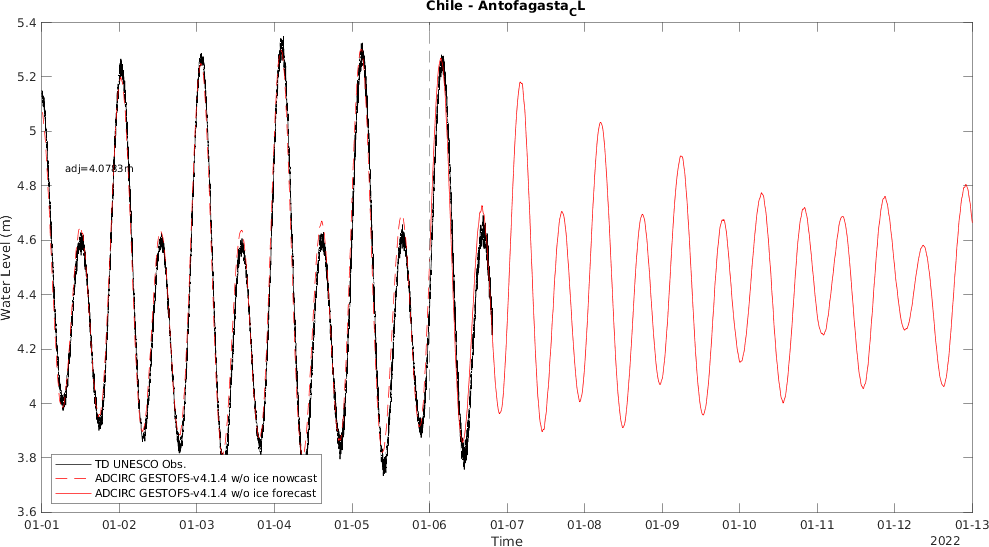 Chile - Antofagasta_CL
5.4
5.2
5
4.8
4.6
4.4
4.2
4
3.8
3.6
Water Level (m)
adj=4.0783m
TD UNESCO Obs.
ADCIRC GESTOFS-v4.1.4 w/o ice nowcast
ADCIRC GESTOFS-v4.1.4 w/o ice forecast
01-01 01-02 01-03 01-04 01-05 01-06 01-07 01-08 01-09 01-10 01-11 01-12 01-13
Time
2022